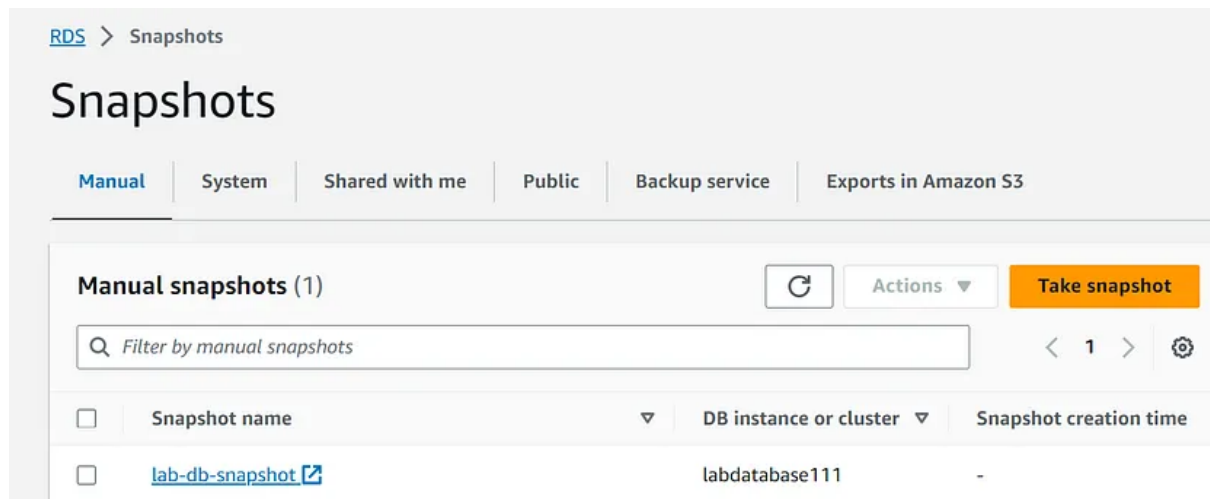 RDS > Snapshots
Snapshots
Manual System Shared with me Public Backup service Exports in Amazon S3
Manual snapshots (1) Actions Take snapshot
Filter by manual snapshots < 1 >
Snapshot name DB instance or cluster Snapshot creation time
lab-db-snapshot labdatabase111 -